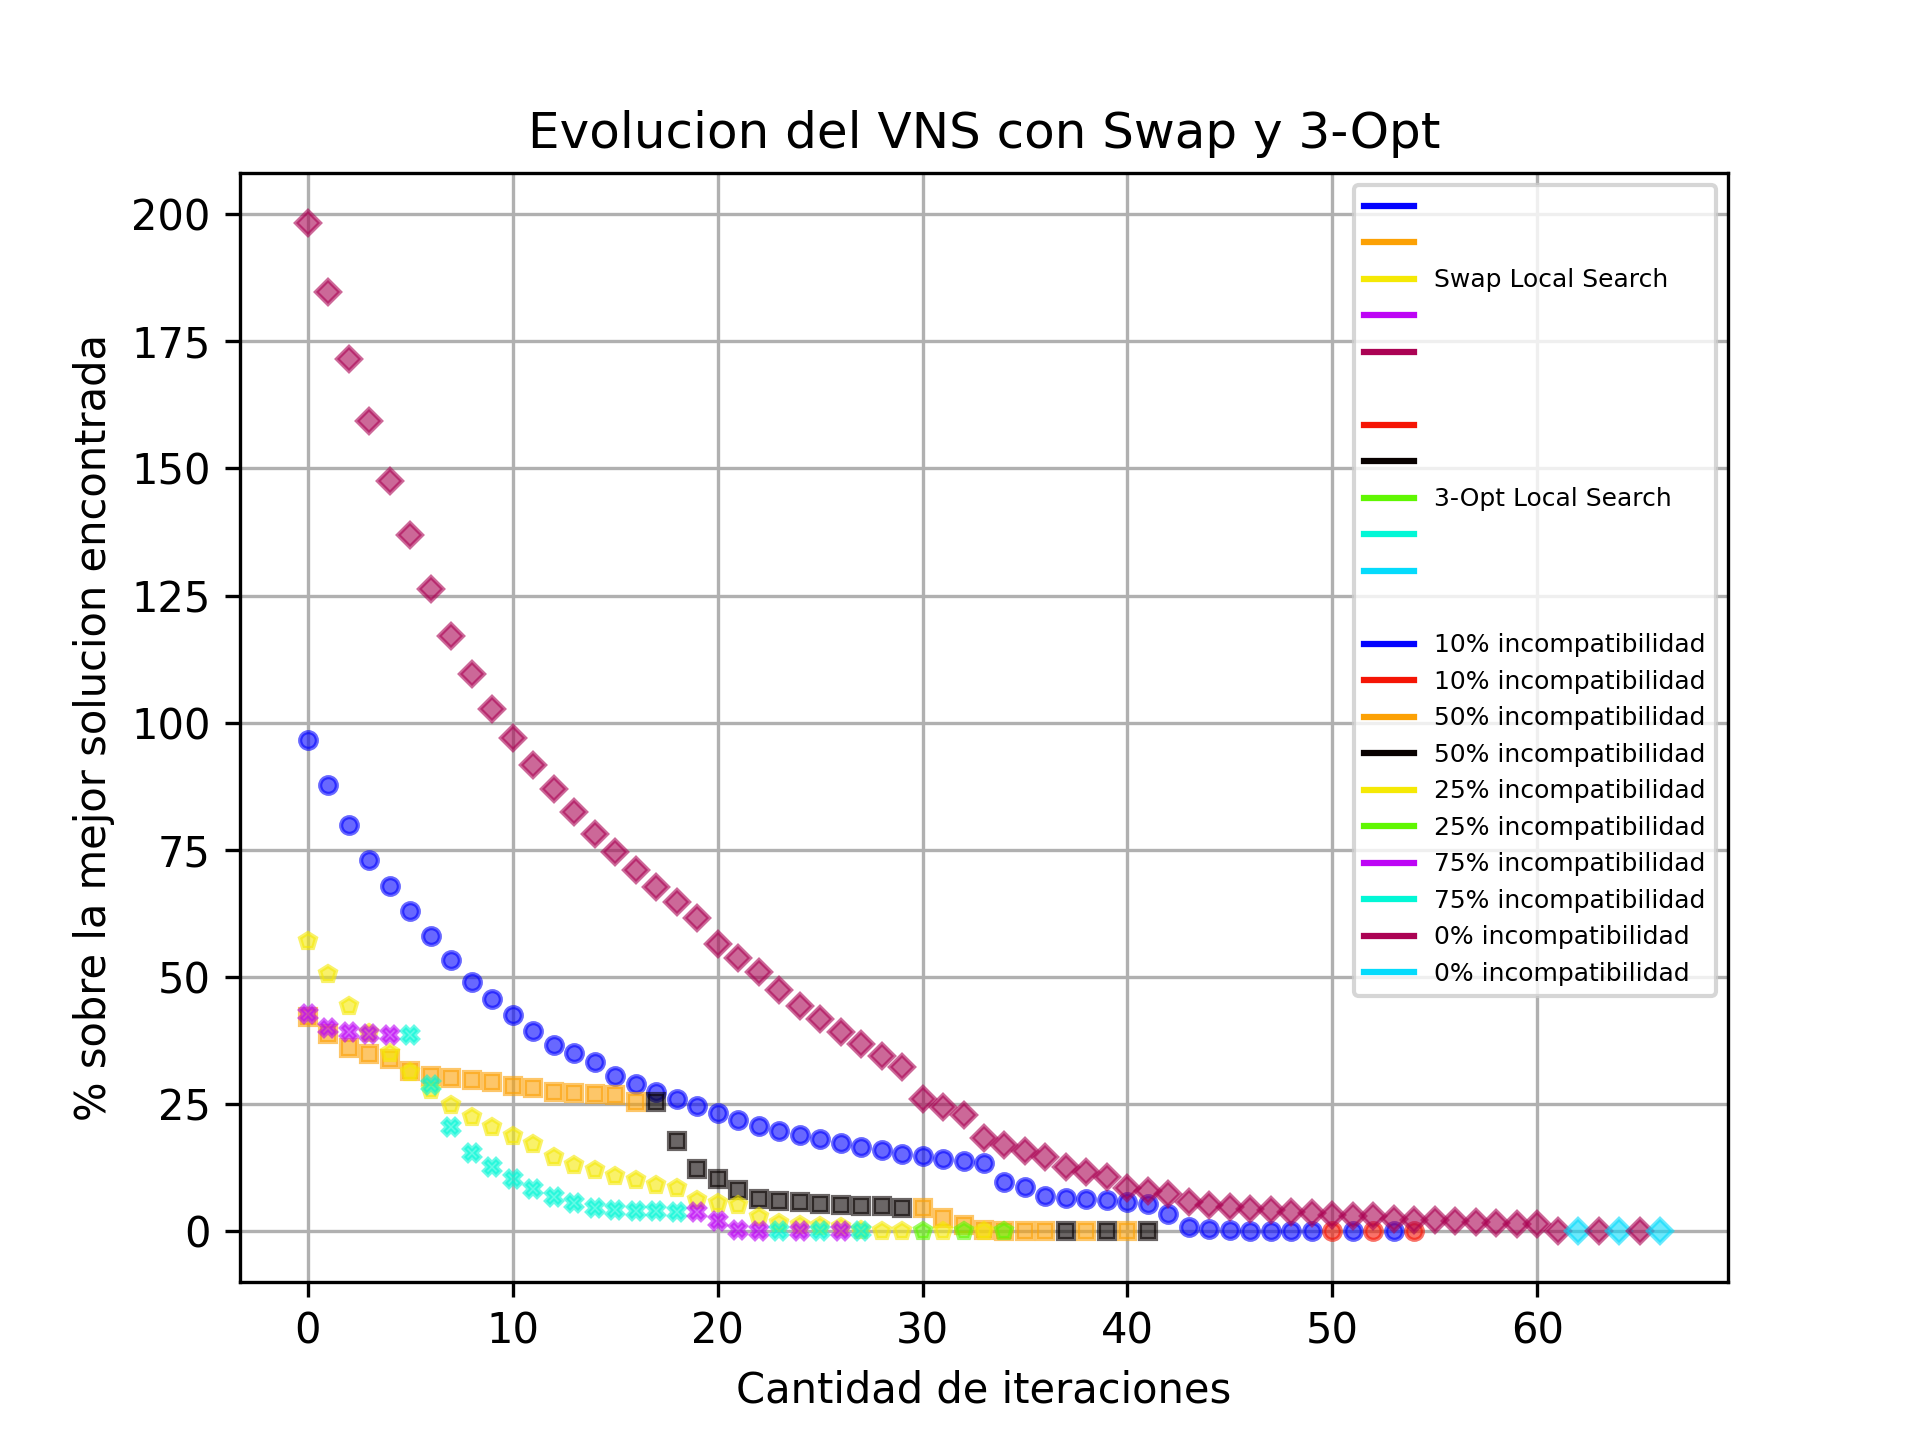 Evolucion del VNS con Swap y 3-Opt
% sobre la mejor solucion encontrada
200
175
150
125
100
75
50
25
0
0 10 20 30 40 50 60
Cantidad de iteraciones
Swap Local Search
3-Opt Local Search
10% incompatibilidad
10% incompatibilidad
50% incompatibilidad
50% incompatibilidad
25% incompatibilidad
25% incompatibilidad
75% incompatibilidad
75% incompatibilidad
0% incompatibilidad
0% incompatibilidad